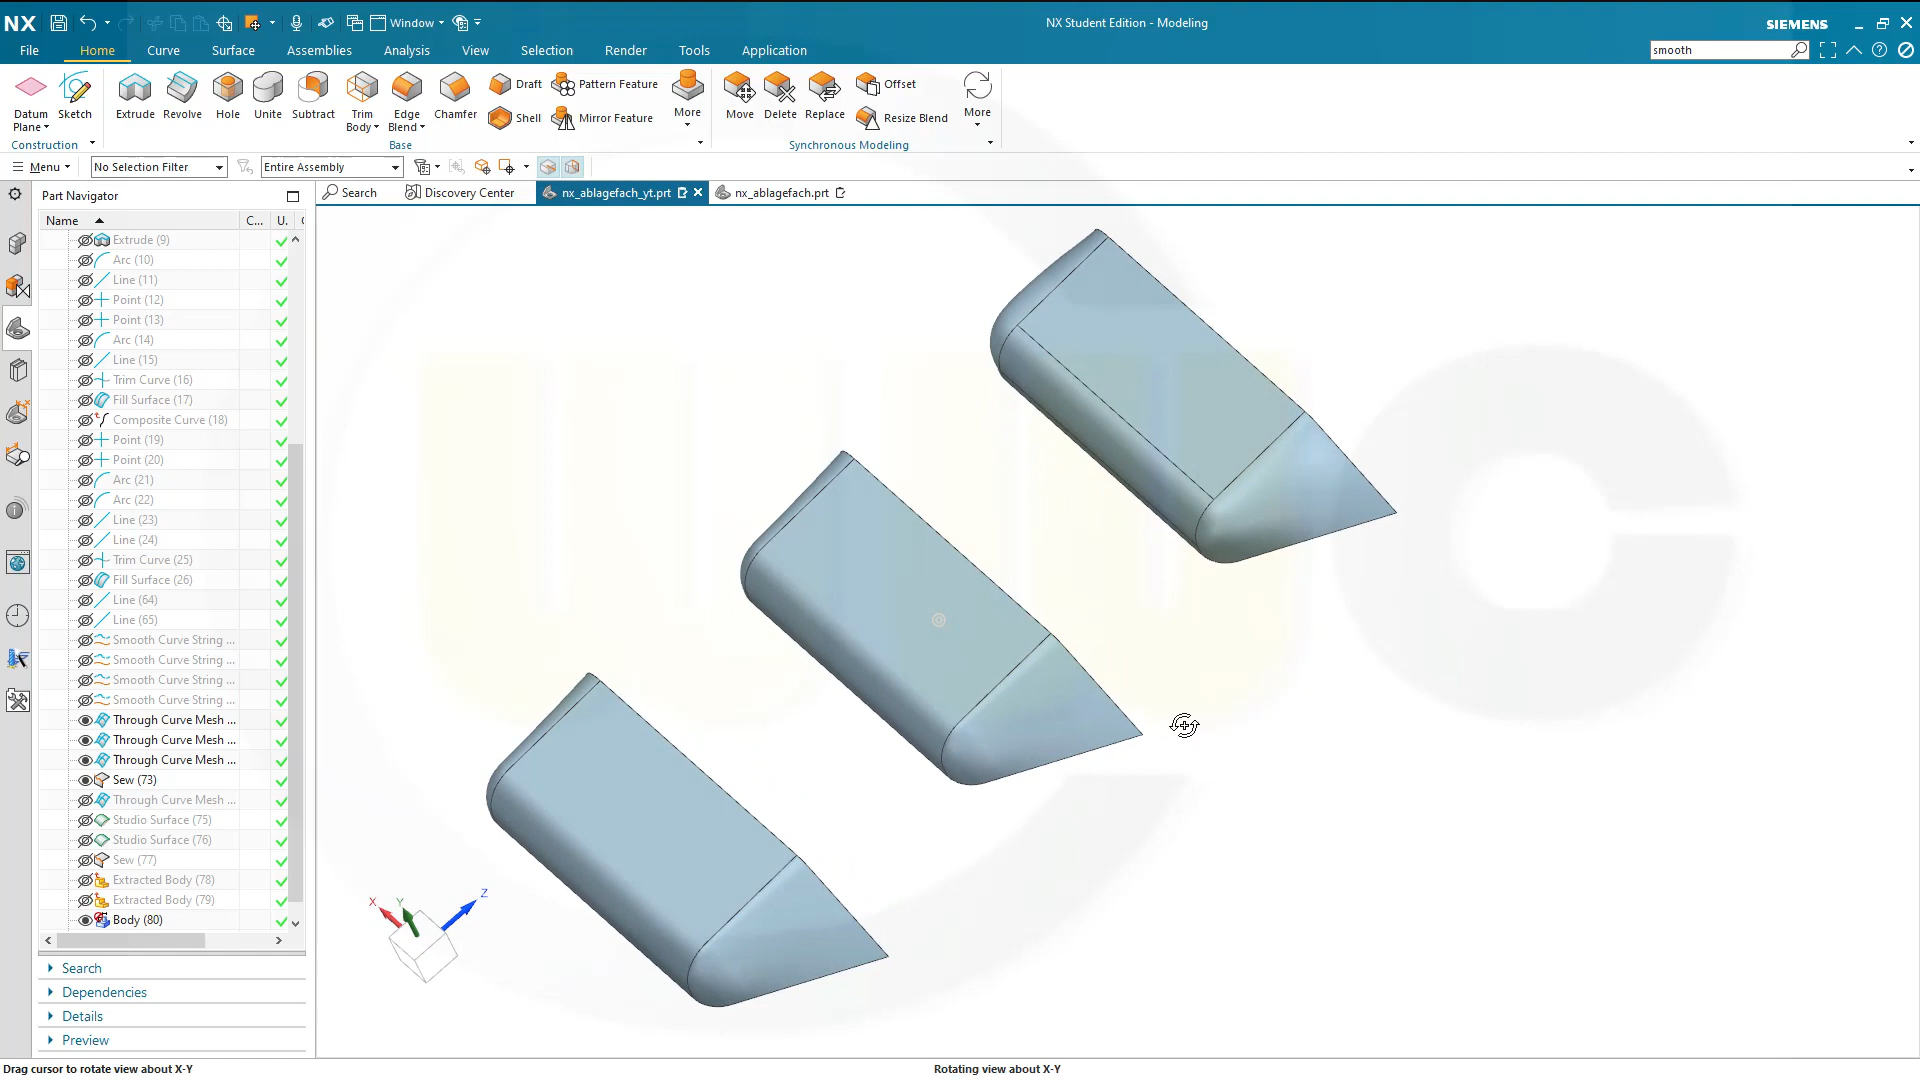 NX
Window
NX Student Edition - Modeling
SIEMENS
File
Home
Curve
Surface
Assemblies
Analysis
View
Selection
Render
Tools
Application
smooth
Datum
Plane
Sketch
Construction
Extrude
Revolve
Hole
Unite
Subtract
Trim
Body
Edge
Blend
Chamfer
Draft
Shell
Pattern Feature
Mirror Feature
More
Base
Move
Delete
Replace
Offset
Resize Blend
More
Synchronous Modeling
Menu
No Selection Filter
Entire Assembly
Part Navigator
Search
Discovery Center
nx_ablagefach_yt.prt
nx_ablagefach.prt
Name
C...
U.
Extrude (9)
Arc (10)
Line (11)
Point (12)
Point (13)
Arc (14)
Line (15)
Trim Curve (16)
Fill Surface (17)
Composite Curve (18)
Point (19)
Point (20)
Arc (21)
Arc (22)
Line (23)
Line (24)
Trim Curve (25)
Fill Surface (26)
Line (64)
Line (65)
Smooth Curve String ...
Smooth Curve String ...
Smooth Curve String ...
Smooth Curve String ...
Through Curve Mesh ...
Through Curve Mesh ...
Through Curve Mesh ...
Sew (73)
Through Curve Mesh ...
Studio Surface (75)
Studio Surface (76)
Sew (77)
Extracted Body (78)
Extracted Body (79)
Body (80)
X
Y
Z
Search
Dependencies
Details
Preview
Drag cursor to rotate view about X-Y
Rotating view about X-Y